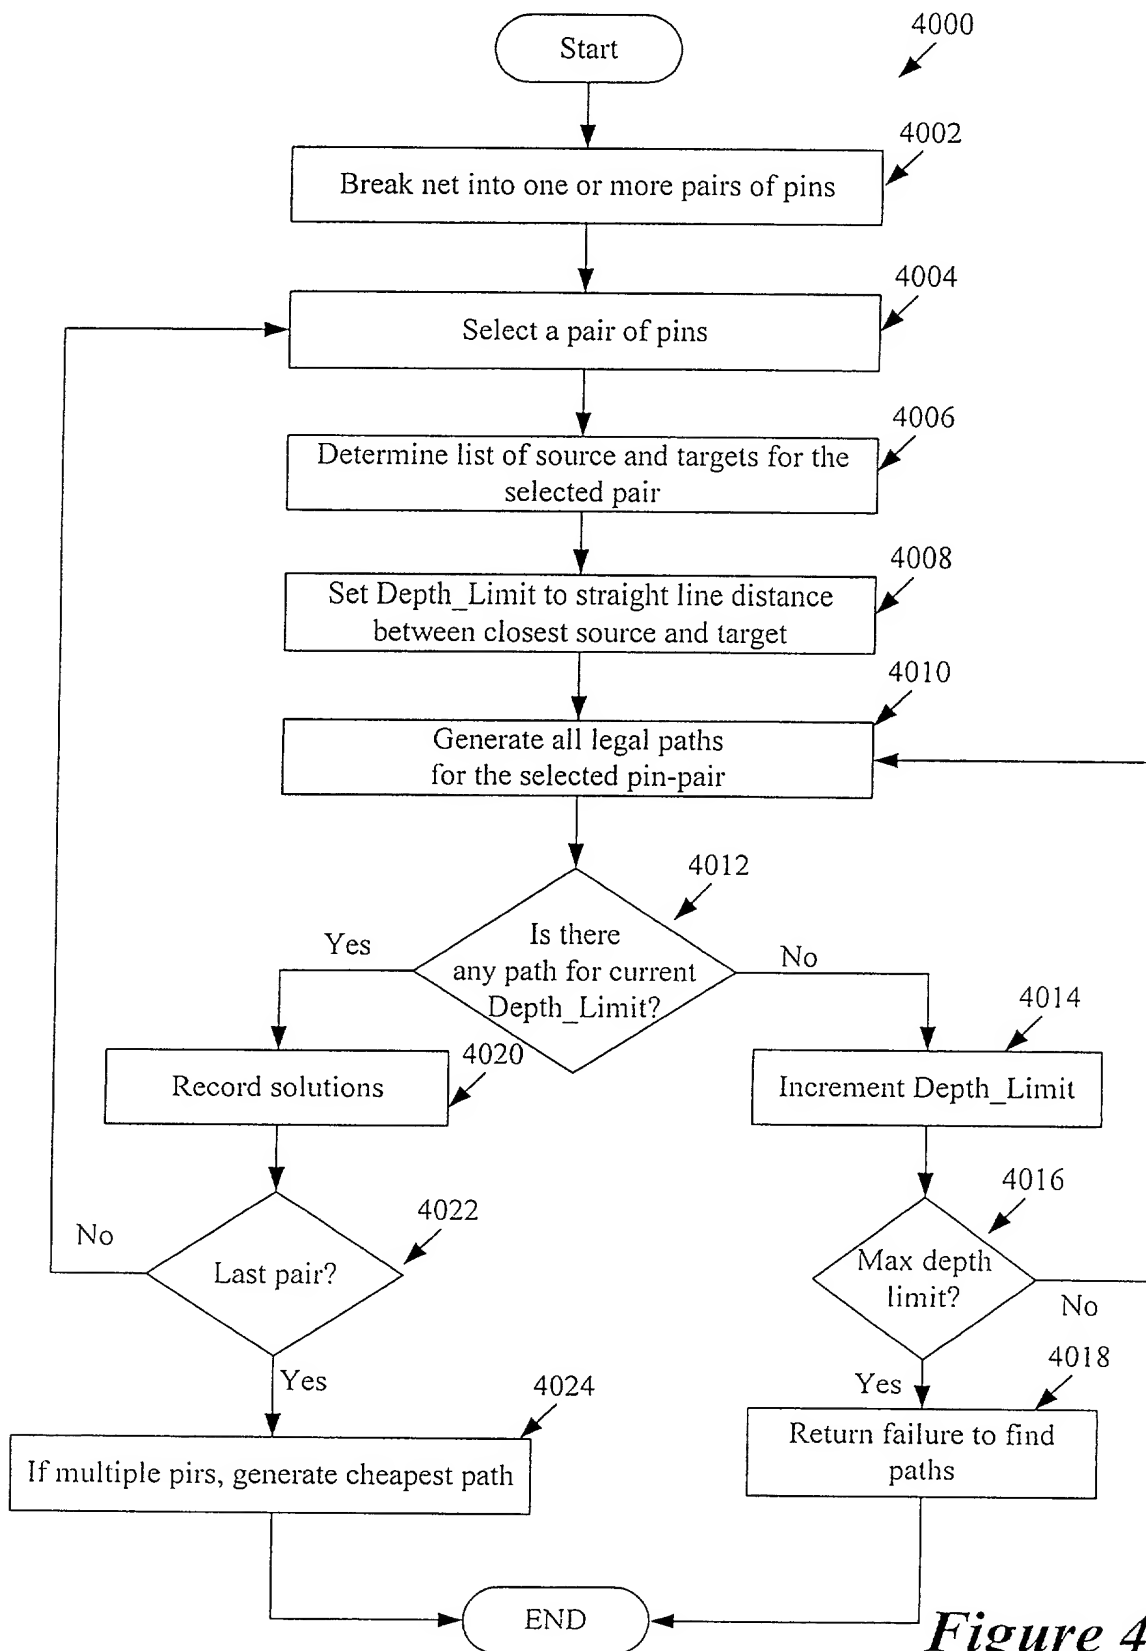 Start
4000
4002
Break net into one or more pairs of pins
4004
Select a pair of pins
4006
Determine list of source and targets for the
selected pair
4008
Set Depth_Limit to straight line distance
between closest source and target
4010
Generate all legal paths
for the selected pin-pair
4012
Is there
any path for current
Depth_Limit?
Yes
No
4014
Increment Depth_Limit
4020
Record solutions
4016
Max depth
limit?
No
4022
Last pair?
No
Yes
Yes
4018
Return failure to find
paths
4024
If multiple pirs, generate cheapest path
END
Figure 4